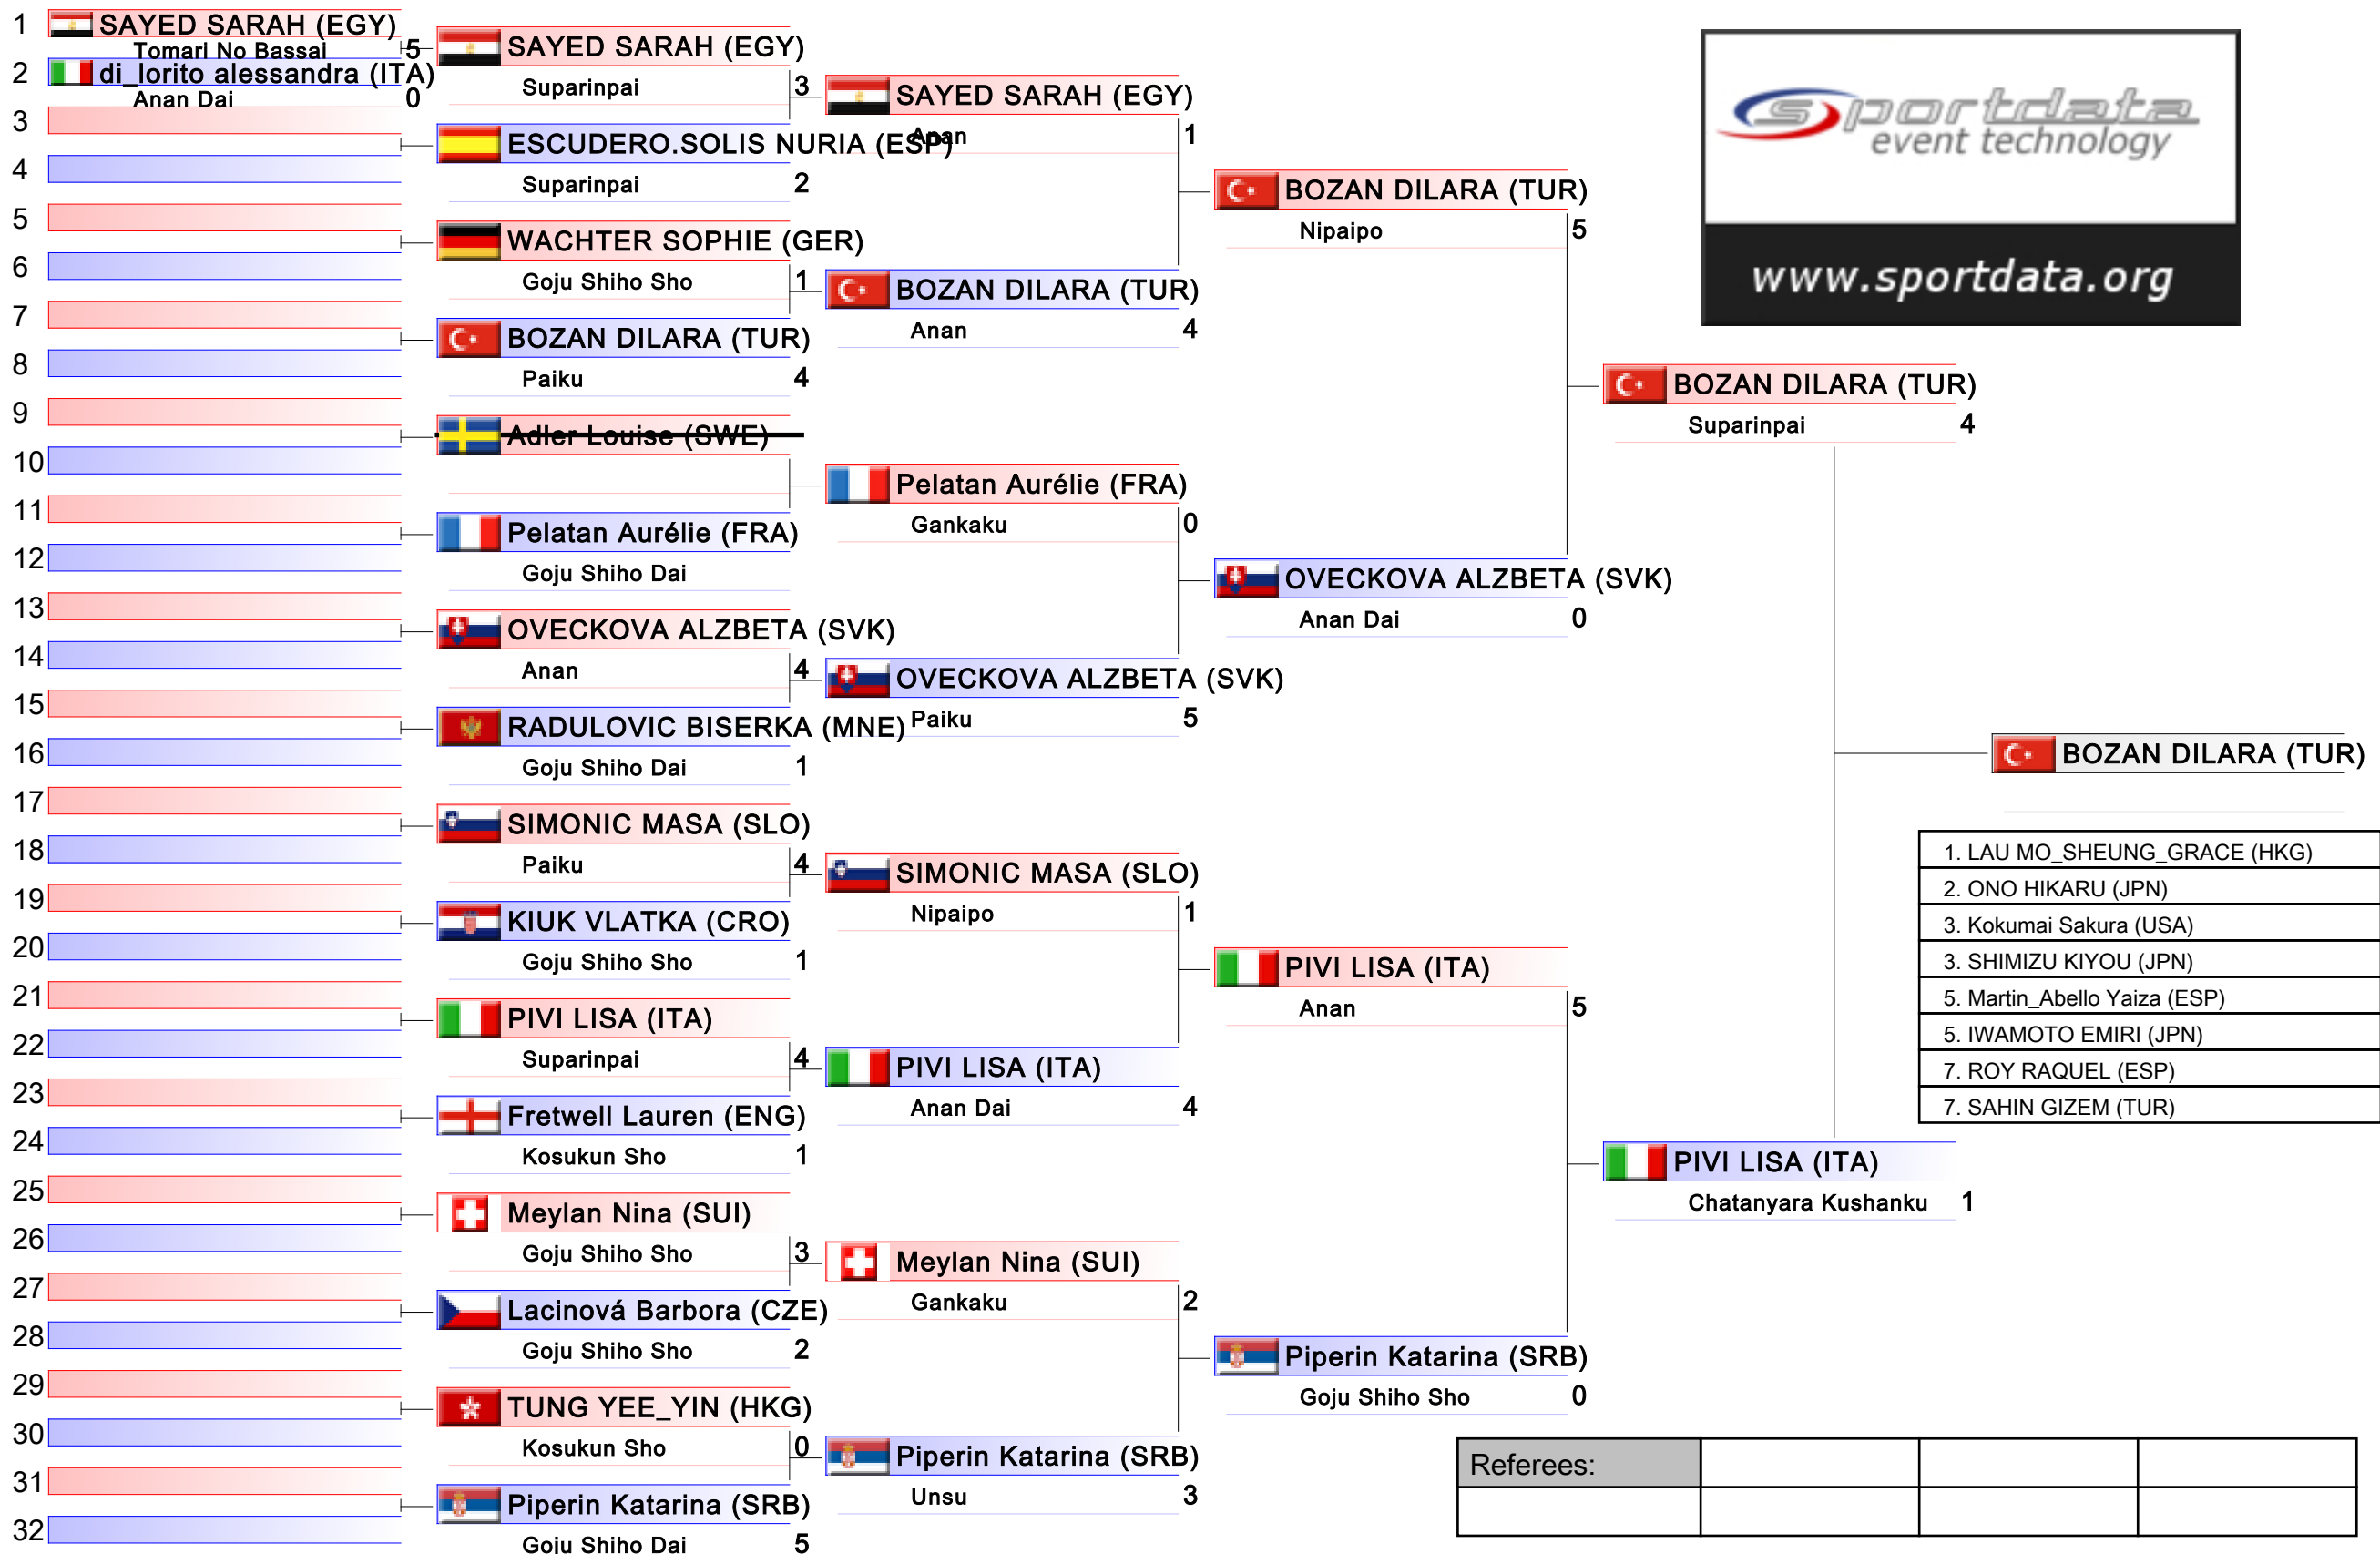 1
SAYED SARAH (EGY)
Tomari No Bassai
5
2
di_lorito alessandra (ITA)
Anan Dai
0
3
4
5
6
7
8
9
10
11
12
13
14
15
16
17
18
19
20
21
22
23
24
25
26
27
28
29
30
31
32
SAYED SARAH (EGY)
Suparinpai
3
ESCUDERO.SOLIS NURIA (ESP)
Suparinpai
2
WACHTER SOPHIE (GER)
Goju Shiho Sho
1
BOZAN DILARA (TUR)
Paiku
4
Adler Louise (SWE)
Pelatan Aurélie (FRA)
Goju Shiho Dai
OVECKOVA ALZBETA (SVK)
Anan
4
RADULOVIC BISERKA (MNE)
Goju Shiho Dai
1
SIMONIC MASA (SLO)
Paiku
4
KIUK VLATKA (CRO)
Goju Shiho Sho
1
PIVI LISA (ITA)
Suparinpai
4
Fretwell Lauren (ENG)
Kosukun Sho
1
Meylan Nina (SUI)
Goju Shiho Sho
3
Lacinová Barbora (CZE)
Goju Shiho Sho
2
TUNG YEE_YIN (HKG)
Kosukun Sho
0
Piperin Katarina (SRB)
Goju Shiho Dai
5
SAYED SARAH (EGY)
Anan
1
BOZAN DILARA (TUR)
Anan
4
Pelatan Aurélie (FRA)
Gankaku
0
OVECKOVA ALZBETA (SVK)
Paiku
5
SIMONIC MASA (SLO)
Nipaipo
1
PIVI LISA (ITA)
Anan Dai
4
Meylan Nina (SUI)
Gankaku
2
Piperin Katarina (SRB)
Unsu
3
BOZAN DILARA (TUR)
Nipaipo
5
OVECKOVA ALZBETA (SVK)
Anan Dai
0
PIVI LISA (ITA)
Anan
5
Piperin Katarina (SRB)
Goju Shiho Sho
0
BOZAN DILARA (TUR)
Suparinpai
4
PIVI LISA (ITA)
Chatanyara Kushanku
1
BOZAN DILARA (TUR)
sportdata
event technology
www.sportdata.org
1. LAU MO_SHEUNG_GRACE (HKG)
2. ONO HIKARU (JPN)
3. Kokumai Sakura (USA)
3. SHIMIZU KIYOU (JPN)
5. Martin_Abello Yaiza (ESP)
5. IWAMOTO EMIRI (JPN)
7. ROY RAQUEL (ESP)
7. SAHIN GIZEM (TUR)
Referees: